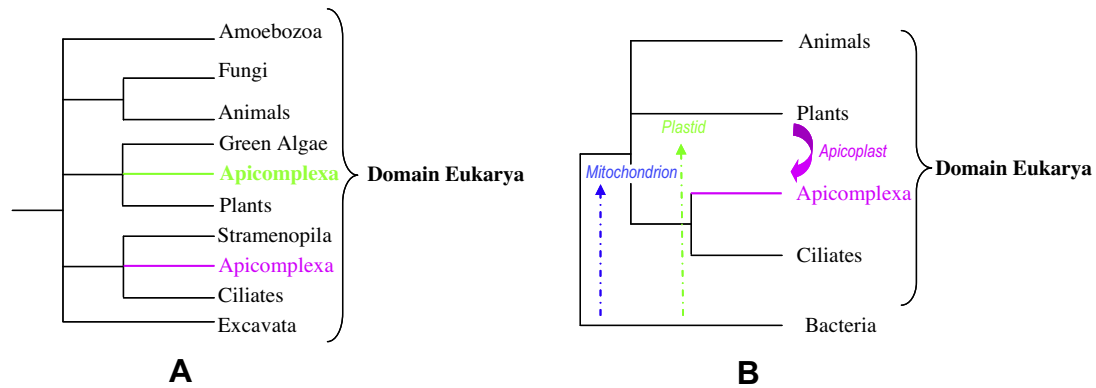 Amoebozoa
Fungi
Animals
Green Algae
Apicomplexa
Plants
Stramenopila
Apicomplexa
Ciliates
Excavata
Domain Eukarya
A
Animals
Plants
Plastid
Apicoplast
Mitochondrion
Apicomplexa
Ciliates
Bacteria
Domain Eukarya
B